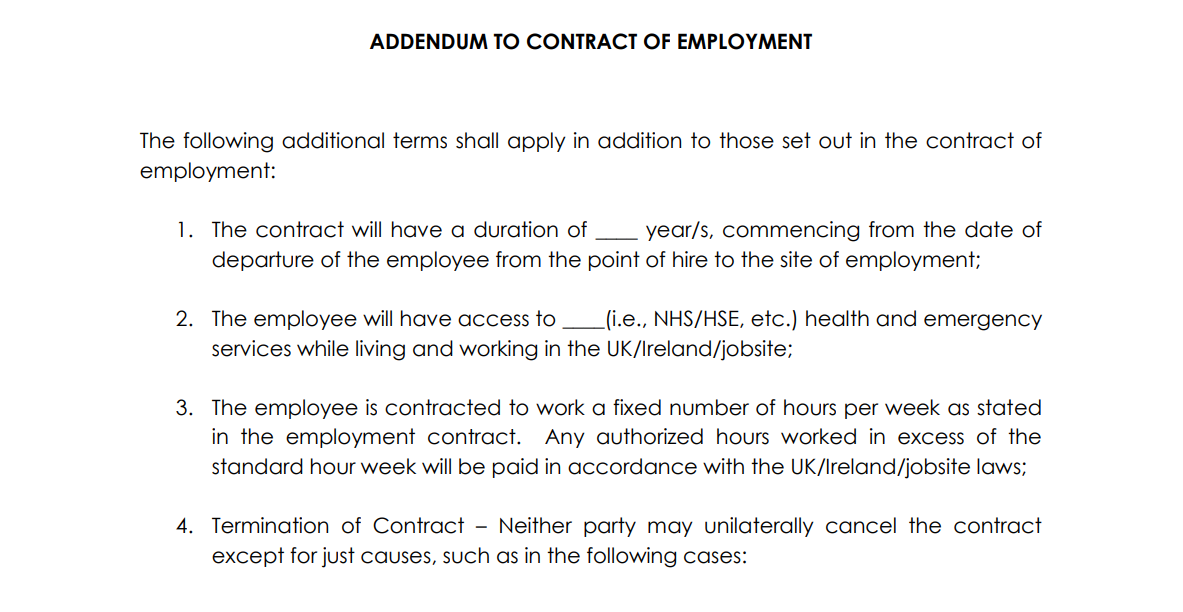 ADDENDUM TO CONTRACT OF EMPLOYMENT
The following additional terms shall apply in addition to those set out in the contract of
employment:
1. The contract will have a duration of ____ year/s, commencing from the date of
departure of the employee from the point of hire to the site of employment;
2. The employee will have access to ____(i.e., NHS/HSE, etc.) health and emergency
services while living and working in the UK/Ireland/jobsite;
3. The employee is contracted to work a fixed number of hours per week as stated
in the employment contract. Any authorized hours worked in excess of the
standard hour week will be paid in accordance with the UK/Ireland/jobsite laws;
4. Termination of Contract – Neither party may unilaterally cancel the contract
except for just causes, such as in the following cases: